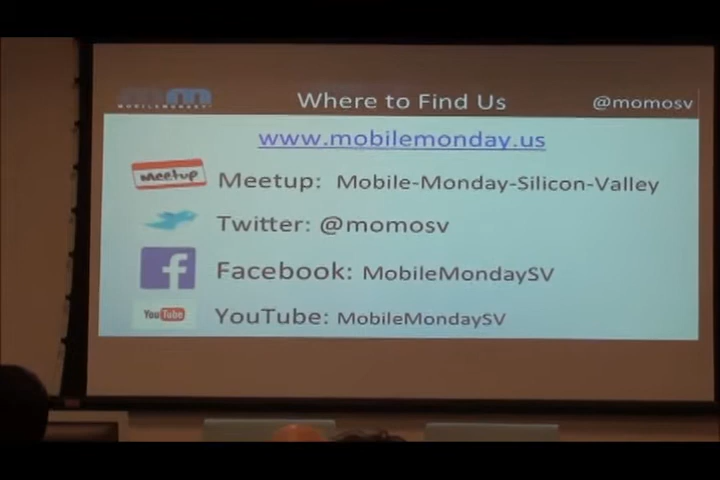 MOBILEMONDAY
Where to Find Us
@momosv
www.mobilemonday.us
Meetup
Meetup: Mobile-Monday-Silicon-Valley
Twitter: @momosv
f
Facebook: MobileMondaySV
YouTube
YouTube: MobileMondaySV